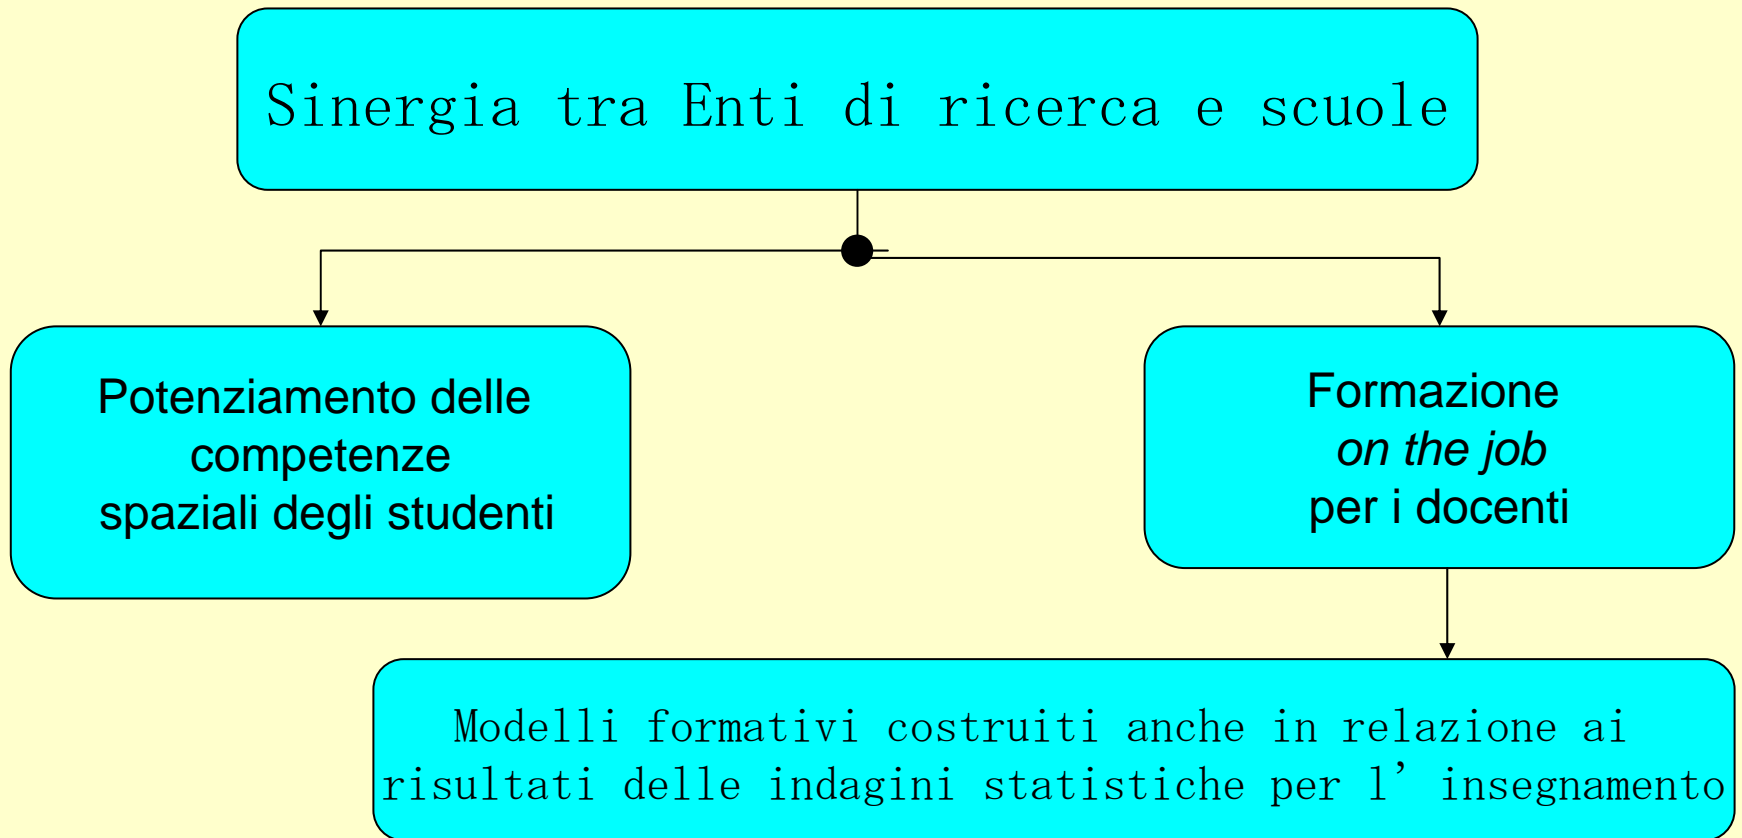 Sinergia tra Enti di ricerca e scuole
Potenziamento delle
competenze
spaziali degli studenti
Formazione
on the job
per i docenti
Modelli formativi costruiti anche in relazione ai
risultati delle indagini statistiche per l’ insegnamento